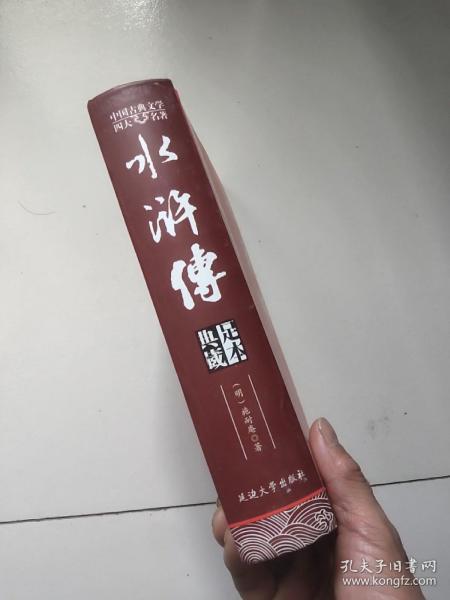 中国古典文学
四大名著
水浒傳
足本
典藏
(明)施耐庵 著
延边大学出版社
孔夫子旧书网
www.kongfz.com